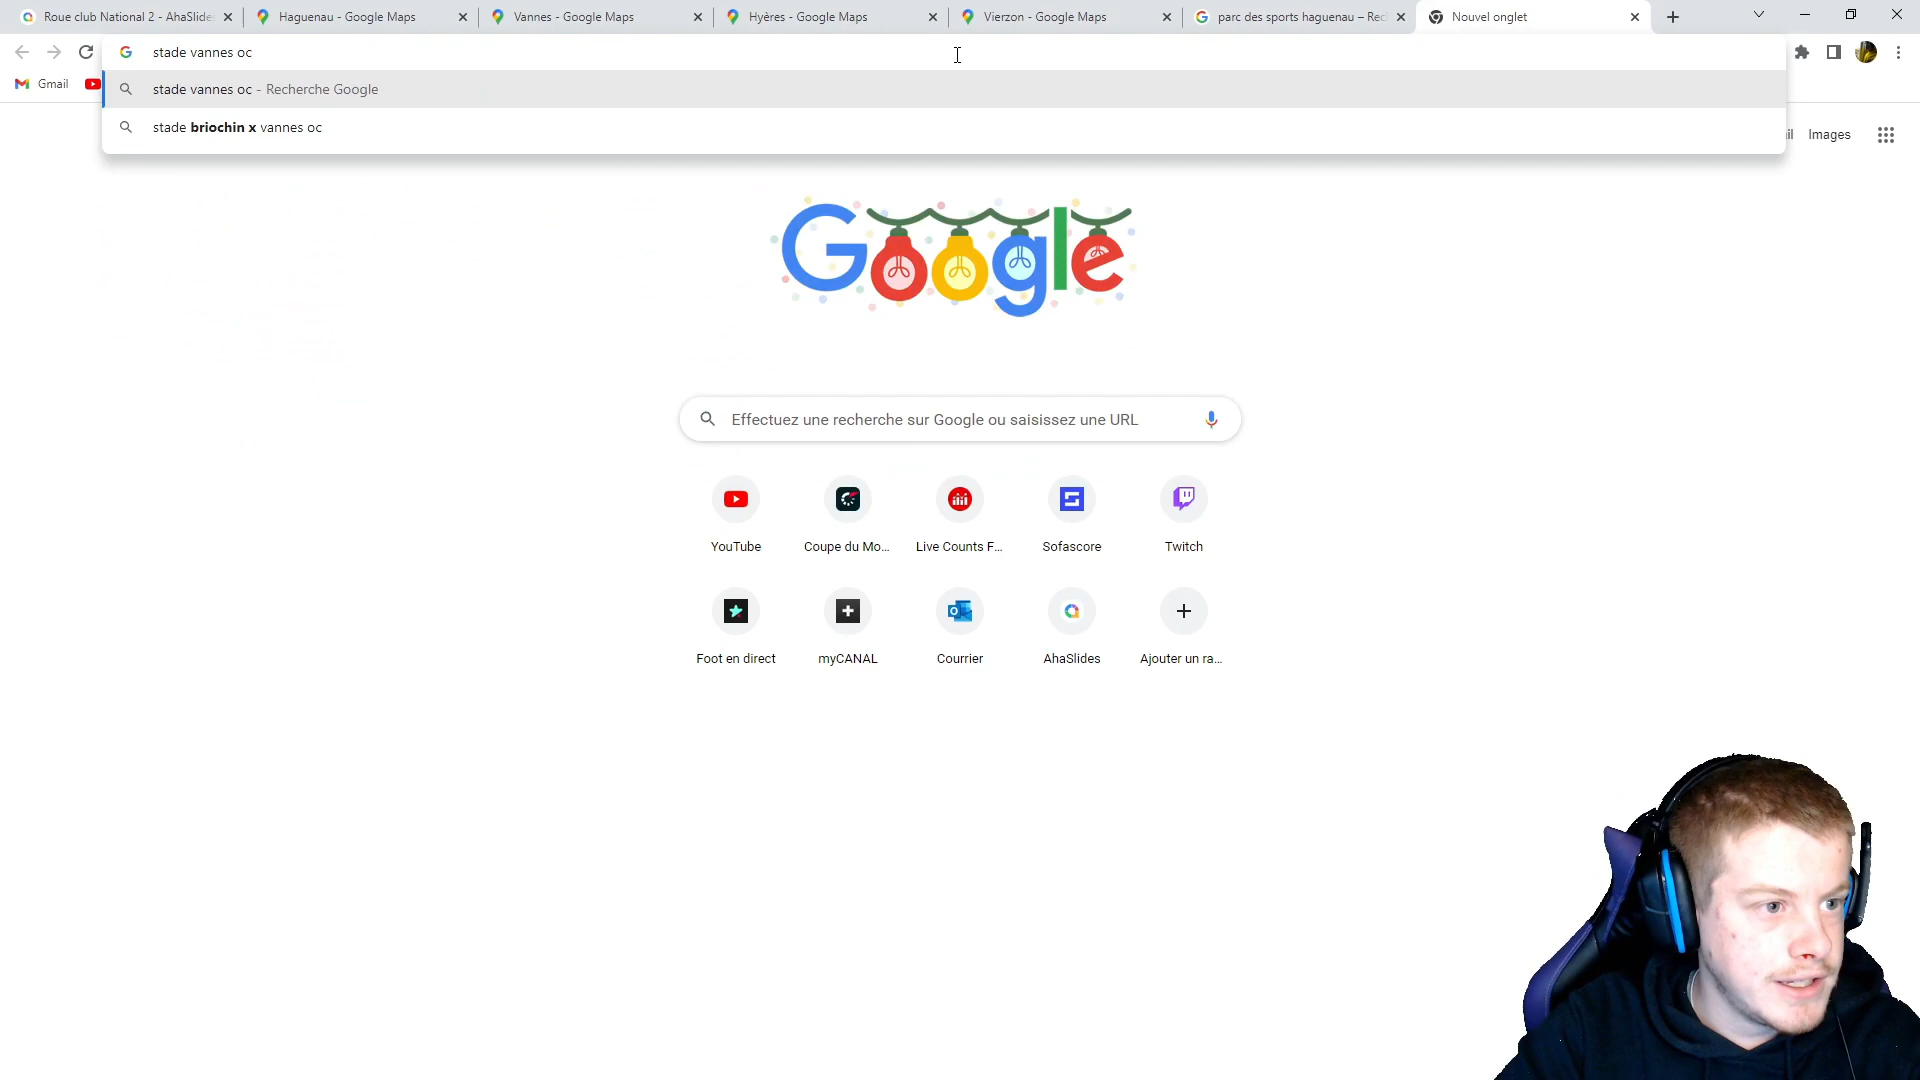 Roue club National 2 - AhaSlide
Haguenau - Google Maps
Vannes - Google Maps
Hyères - Google Maps
Vierzon - Google Maps
parc des sports haguenau – Rec
Nouvel onglet
stade vannes oc
Gmail
stade vannes oc - Recherche Google
stade briochin x vannes oc
il
Images
Google
Effectuez une recherche sur Google ou saisissez une URL
YouTube
Coupe du Mo...
Live Counts F...
Sofascore
Twitch
Foot en direct
myCANAL
Courrier
AhaSlides
Ajouter un ra...